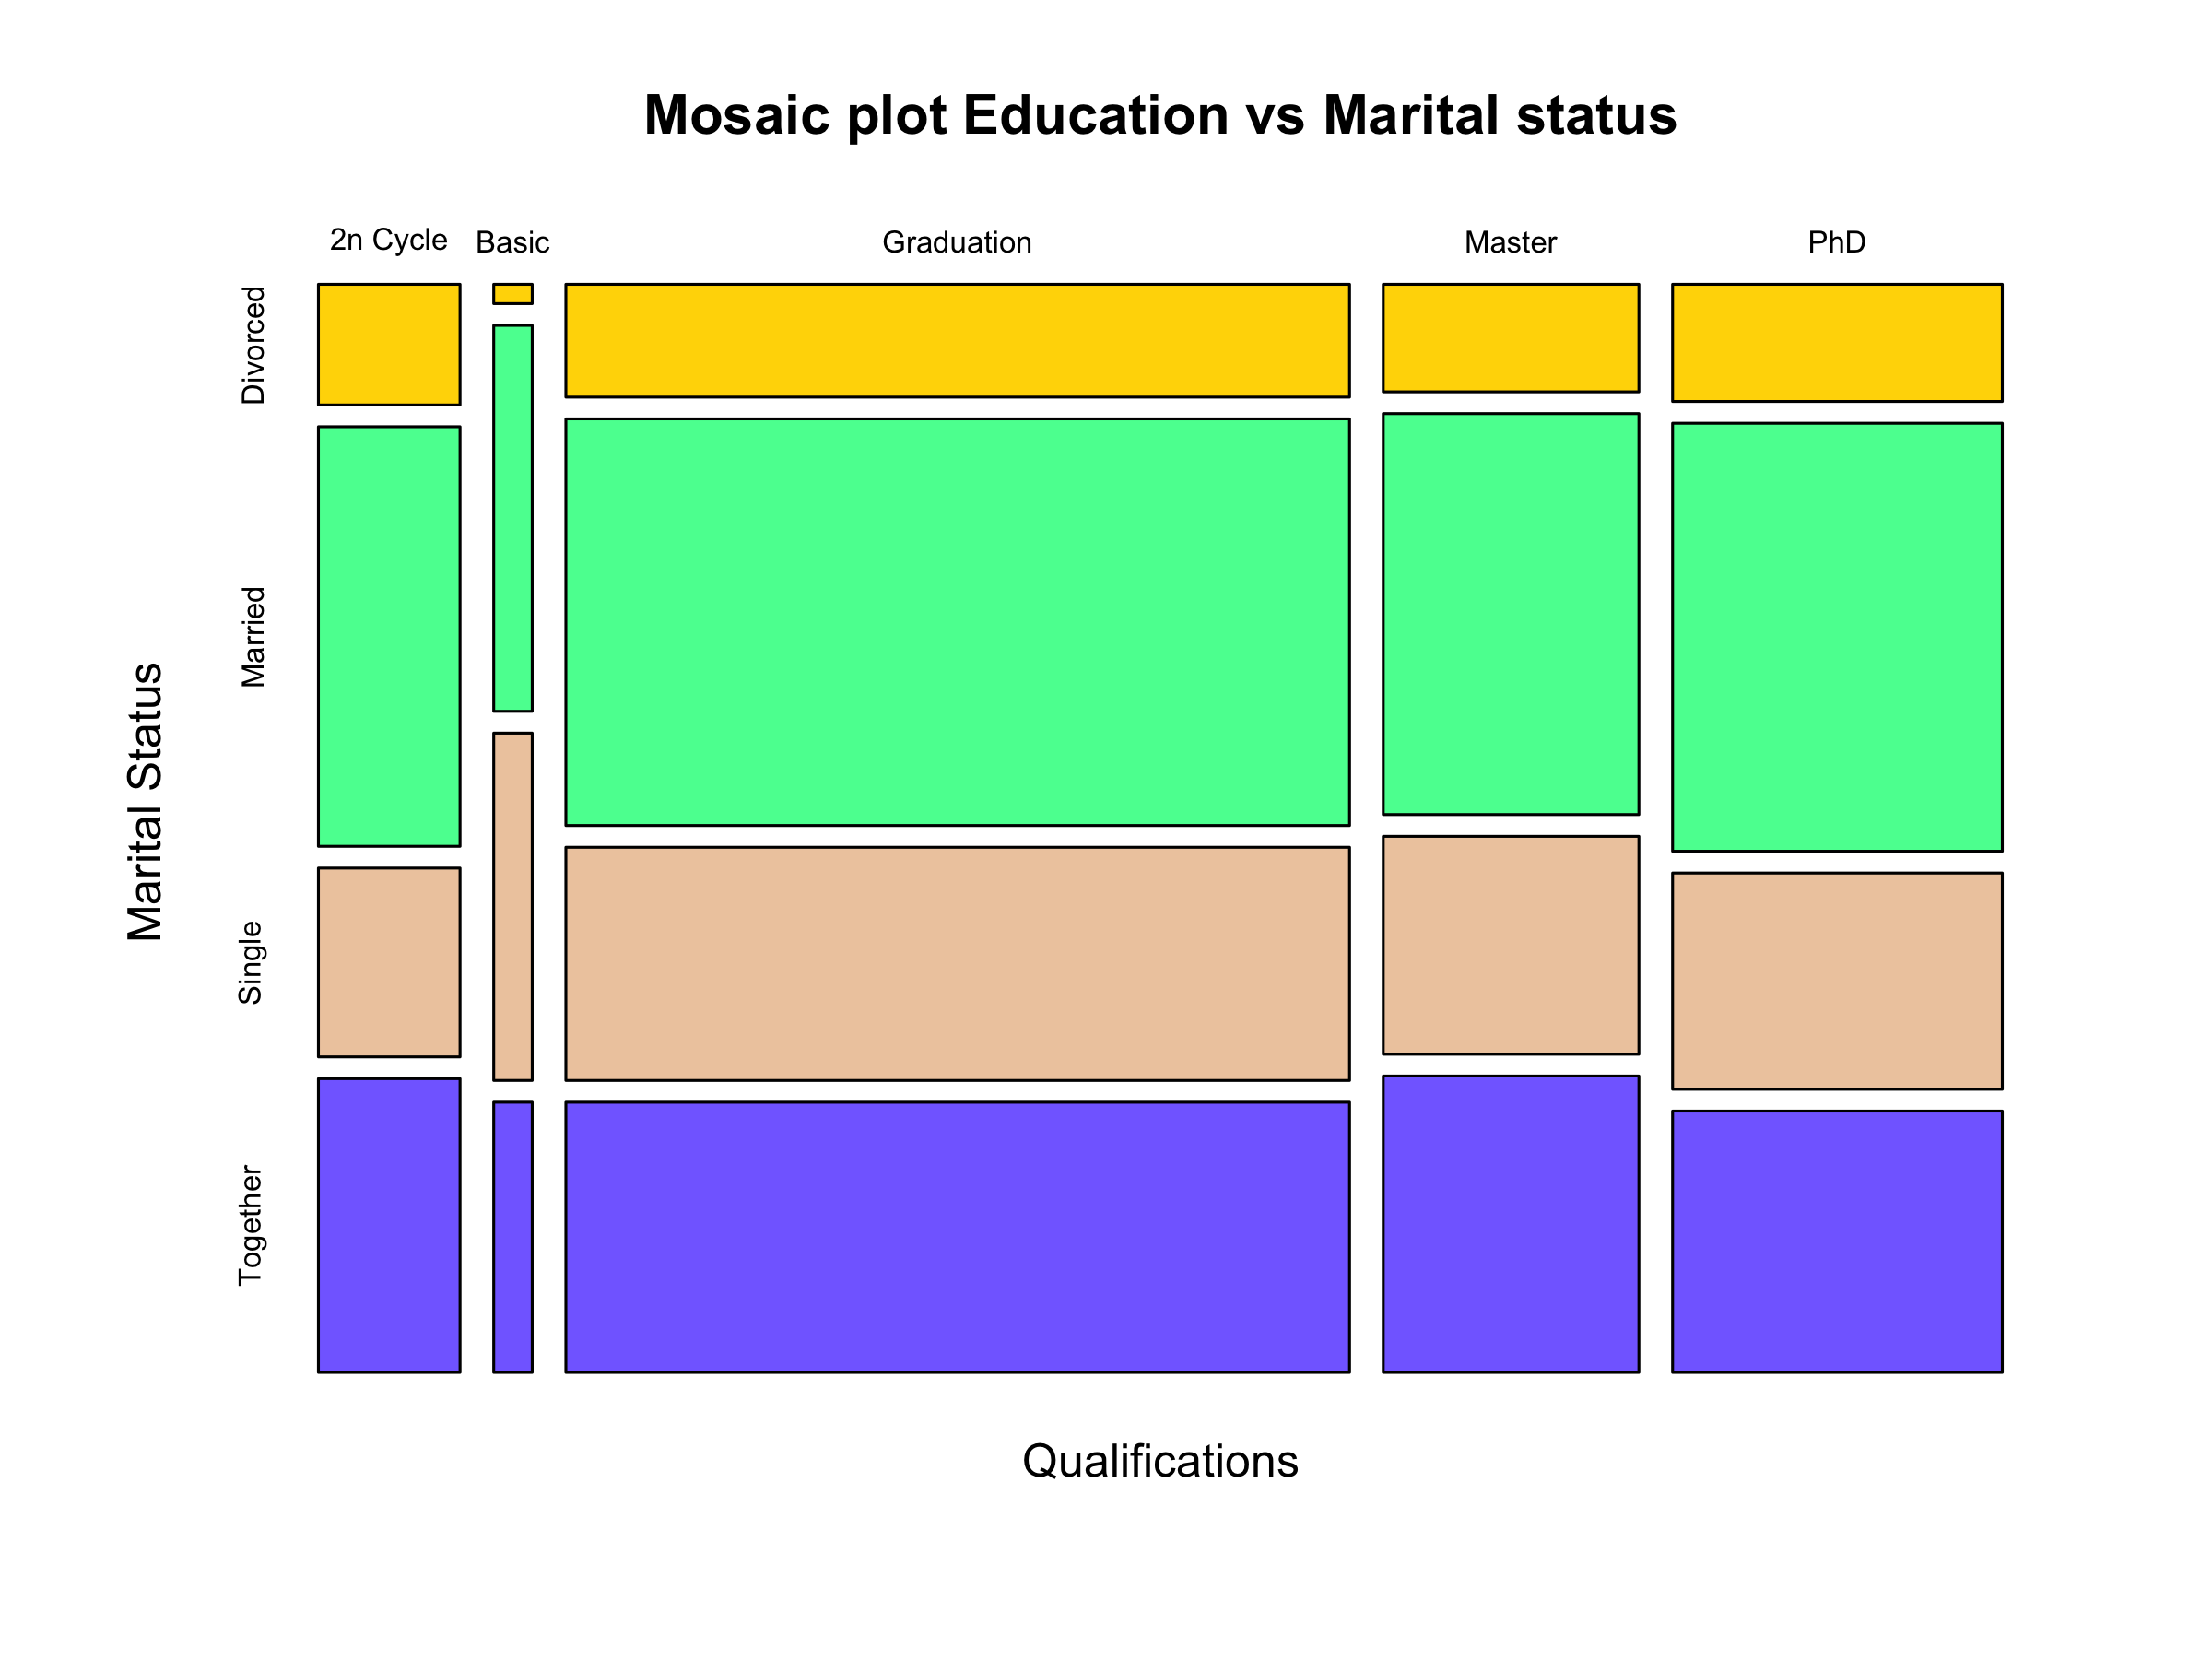 Mosaic plot Education vs Marital status
2n Cycle Basic Graduation Master PhD
Divorced
Married
Single
Together
Marital Status
Qualifications